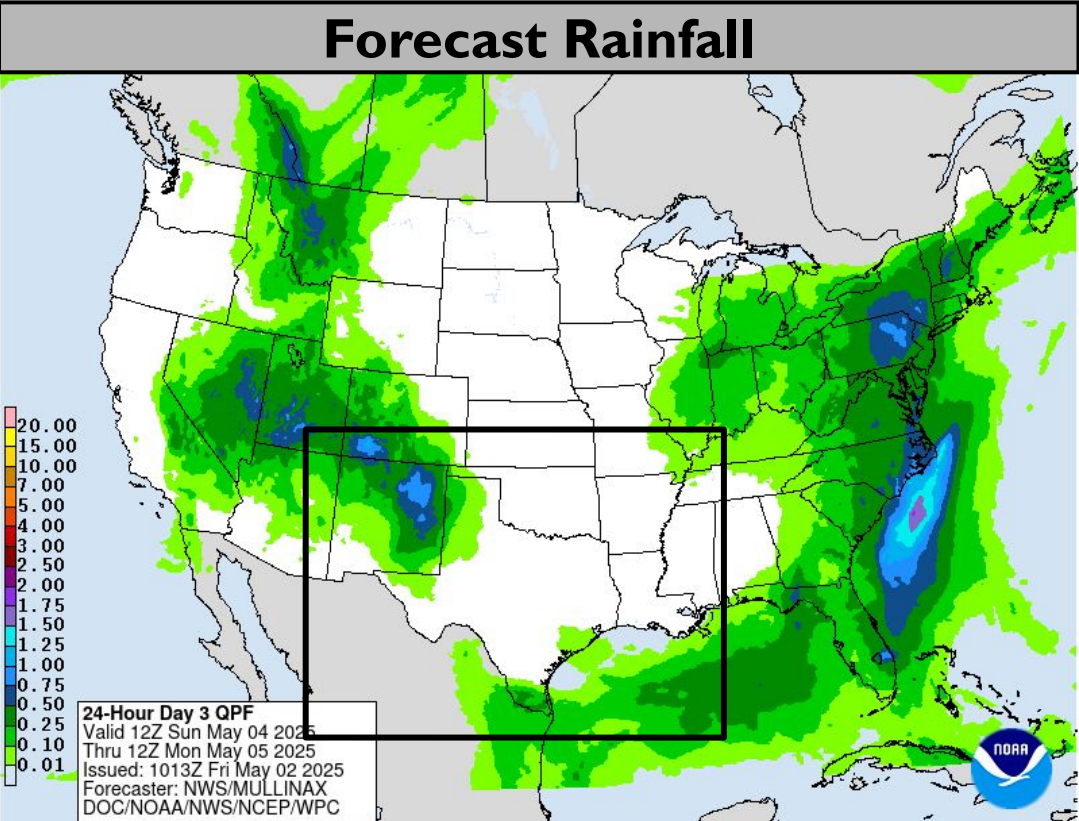 Forecast Rainfall
20.00
15.00
10.00
7.00
5.00
4.00
3.00
2.50
2.00
1.75
1.50
1.25
1.00
0.75
0.50
0.25
0.10
0.01
24-Hour Day 3 QPF
Valid 12Z Sun May 04 2025
Thru 12Z Mon May 05 2025
Issued: 1013Z Fri May 02 2025
Forecaster: NWS/MULLINAX
DOC/NOAA/NWS/NCEP/WPC
NOAA